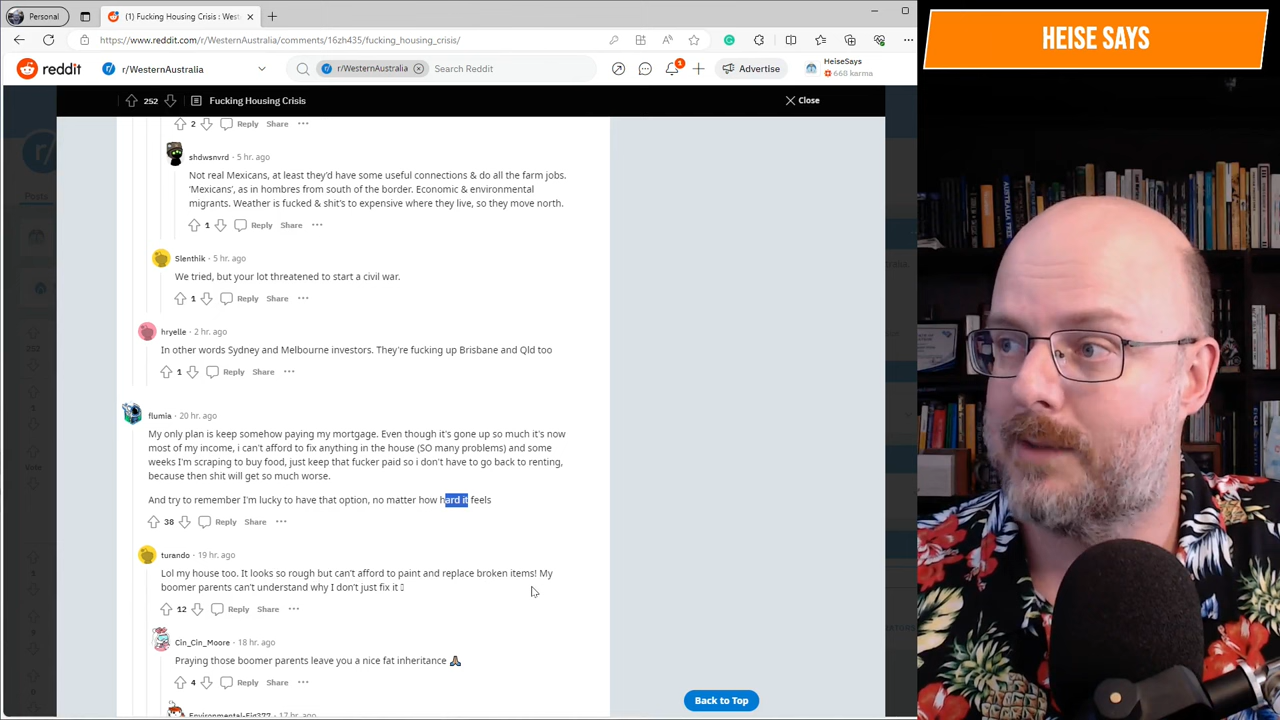 Personal
Fucking Housing Crisis : West
https://www.reddit.com/r/WesternAustralia/comments/16zh435/fucking_housing_crisis/
HEISE SAYS
reddit
r/WesternAustralia
r/WesternAustralia
Search Reddit
1
Advertise
HeiseSays
668 karma
252
Fucking Housing Crisis
Close
2 Reply Share ...
shdwsnvrd · 5 hr. ago
Not real Mexicans, at least they'd have some useful connections & do all the farm jobs.
'Mexicans', as in hombres from south of the border. Economic & environmental
migrants. Weather is fucked & shit's to expensive where they live, so they move north.
1 Reply Share ...
Slenthik · 5 hr. ago
We tried, but your lot threatened to start a civil war.
1 Reply Share ...
hryelle · 2 hr. ago
In other words Sydney and Melbourne investors. They're fucking up Brisbane and Qld too
1 Reply Share ...
flumia · 20 hr. ago
My only plan is keep somehow paying my mortgage. Even though it's gone up so much it's now
most of my income, i can't afford to fix anything in the house (SO many problems) and some
weeks I'm scraping to buy food, just keep that fucker paid so i don't have to go back to renting,
because then shit will get so much worse.
And try to remember I'm lucky to have that option, no matter how hard it feels
38 Reply Share ...
turando · 19 hr. ago
Lol my house too. It looks so rough but can't afford to paint and replace broken items! My
boomer parents can't understand why I don't just fix it
12 Reply Share ...
Cin_Cin_Moore · 18 hr. ago
Praying those boomer parents leave you a nice fat inheritance 🙏
4 Reply Share ...
Environmental-Fig377 · 17 hr. ago
Back to Top